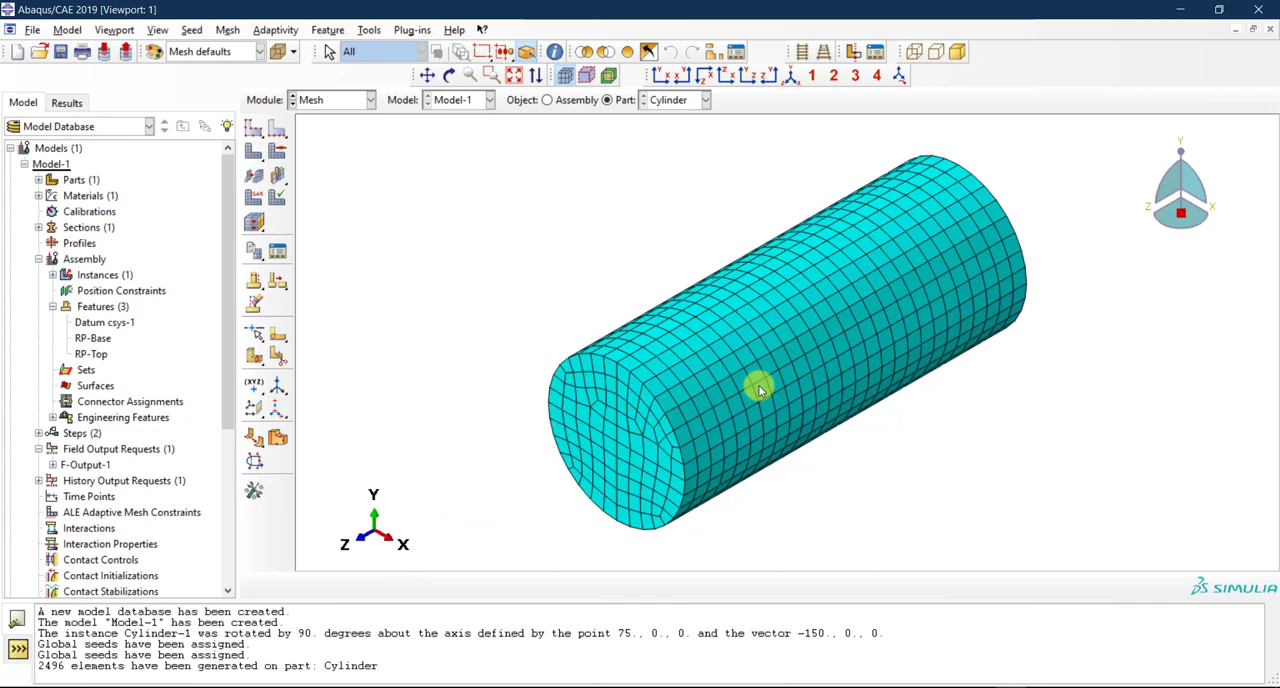 Abaqus/CAE 2019 [Viewport: 1]
File Model Viewport View Seed Mesh Adaptivity Feature Tools Plug-ins Help
Mesh defaults All
1 2 3 4
Model Results Module: Mesh Model: Model-1 Object: Assembly Part: Cylinder
Model Database
Models (1)
Model-1
Parts (1)
Materials (1)
Calibrations
Sections (1)
Profiles
Assembly
Instances (1)
Position Constraints
Features (3)
Datum csys-1
RP-Base
RP-Top
Sets
Surfaces
Connector Assignments
Engineering Features
Steps (2)
Field Output Requests (1)
F-Output-1
History Output Requests (1)
Time Points
ALE Adaptive Mesh Constraints
Interactions
Interaction Properties
Contact Controls
Contact Initializations
Contact Stabilizations
(XYZ)
Y
Z X
Y
Z X
SIMULIA
A new model database has been created.
The model "Model-1" has been created.
The instance Cylinder-1 was rotated by 90. degrees about the axis defined by the point 75., 0., 0. and the vector -150., 0., 0.
Global seeds have been assigned.
Global seeds have been assigned.
2496 elements have been generated on part: Cylinder